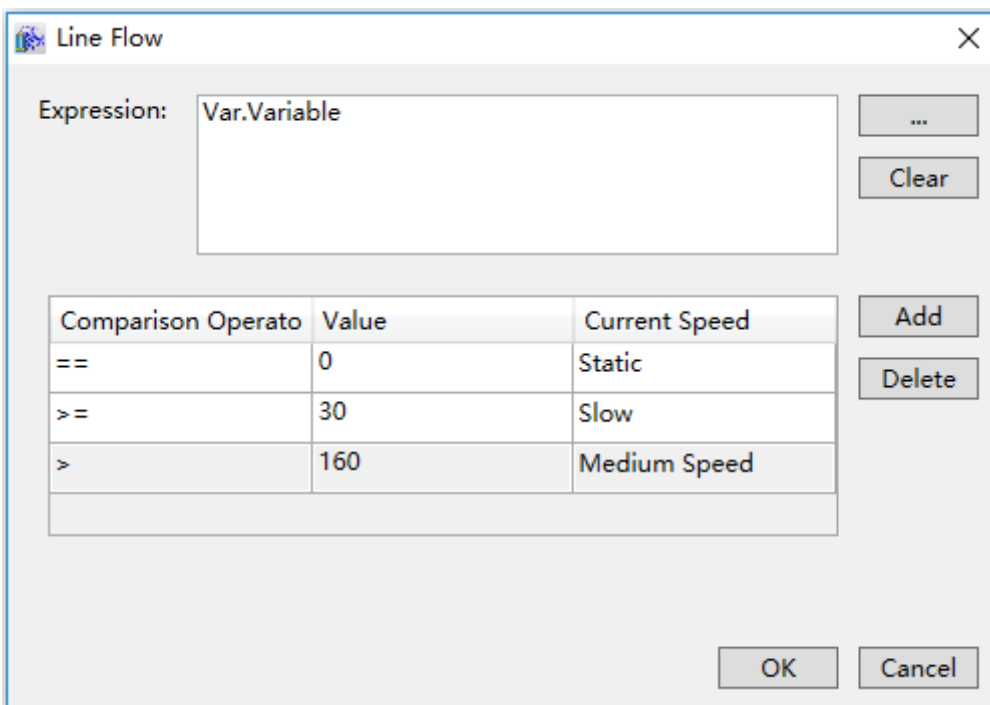 Line Flow
Expression:
Var.Variable
...
Clear
Comparison Operato Value Current Speed
== 0 Static
>= 30 Slow
> 160 Medium Speed
Add
Delete
OK
Cancel